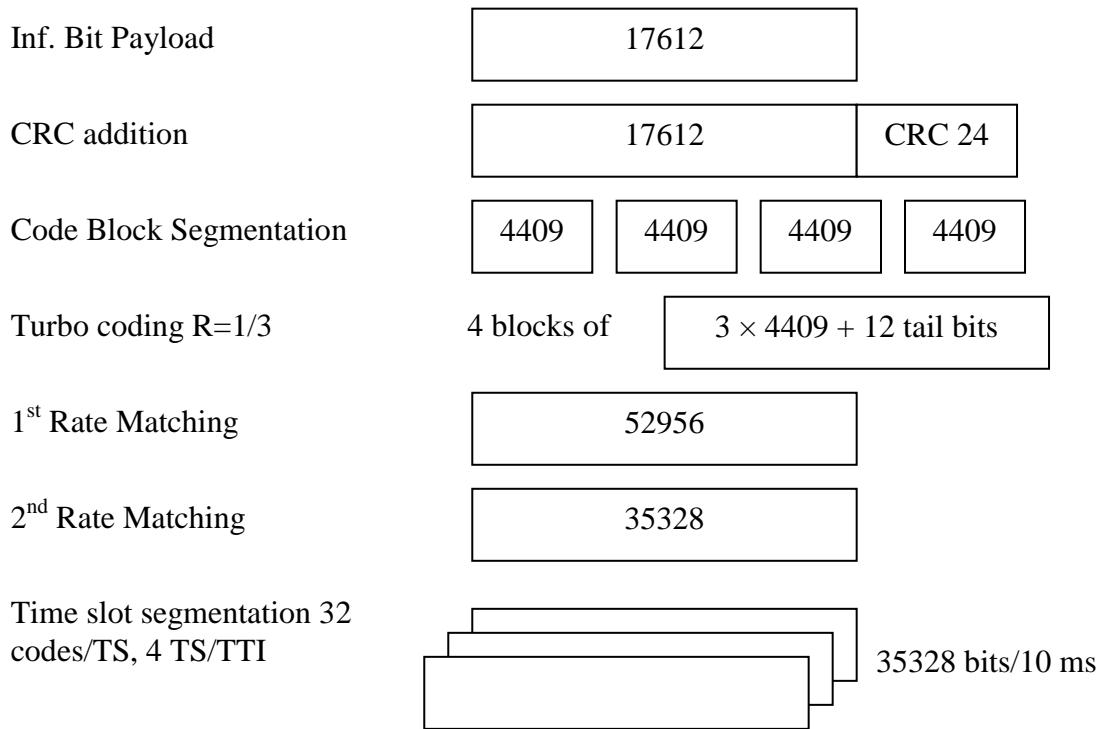 Inf. Bit Payload
17612
CRC addition
17612
CRC 24
Code Block Segmentation
4409
4409
4409
4409
Turbo coding R=1/3
4 blocks of
3 × 4409 + 12 tail bits
1st Rate Matching
52956
2nd Rate Matching
35328
Time slot segmentation 32
codes/TS, 4 TS/TTI
35328 bits/10 ms